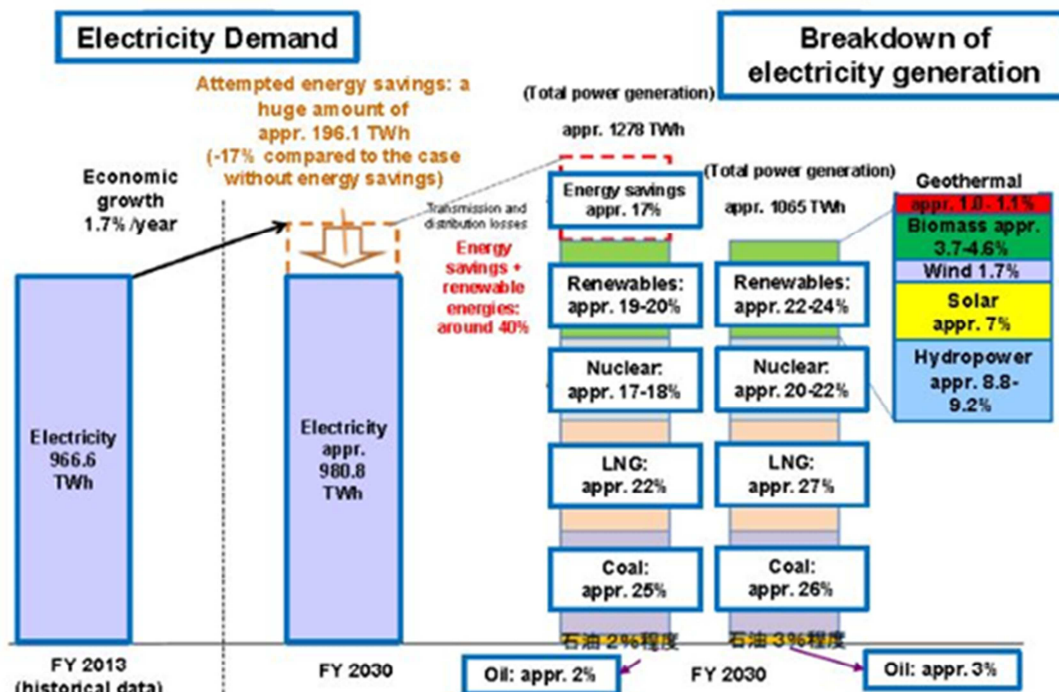 Electricity Demand
Breakdown of
electricity generation
Attempted energy savings: a
huge amount of
appr. 196.1 TWh
(-17% compared to the case
without energy savings)
Economic
growth
1.7% /year
Electricity
966.6
TWh
FY 2013
(historical data)
Electricity
appr.
980.8
TWh
FY 2030
Transmission and
distribution losses
Energy
savings +
renewable
energies:
around 40%
(Total power generation)
appr. 1278 TWh
Energy savings
appr. 17%
Renewables:
appr. 19-20%
Nuclear:
appr. 17-18%
LNG:
appr. 22%
Coal:
appr. 25%
石油 2%程度
Oil: appr. 2%
(Total power generation)
appr. 1065 TWh
Renewables:
appr. 22-24%
Nuclear:
appr. 20-22%
LNG:
appr. 27%
Coal:
appr. 26%
石油 3%程度
Oil: appr. 3%
FY 2030
Geothermal
appr. 1.0 - 1.1%
Biomass appr.
3.7-4.6%
Wind 1.7%
Solar
appr. 7%
Hydropower
appr. 8.8-
9.2%